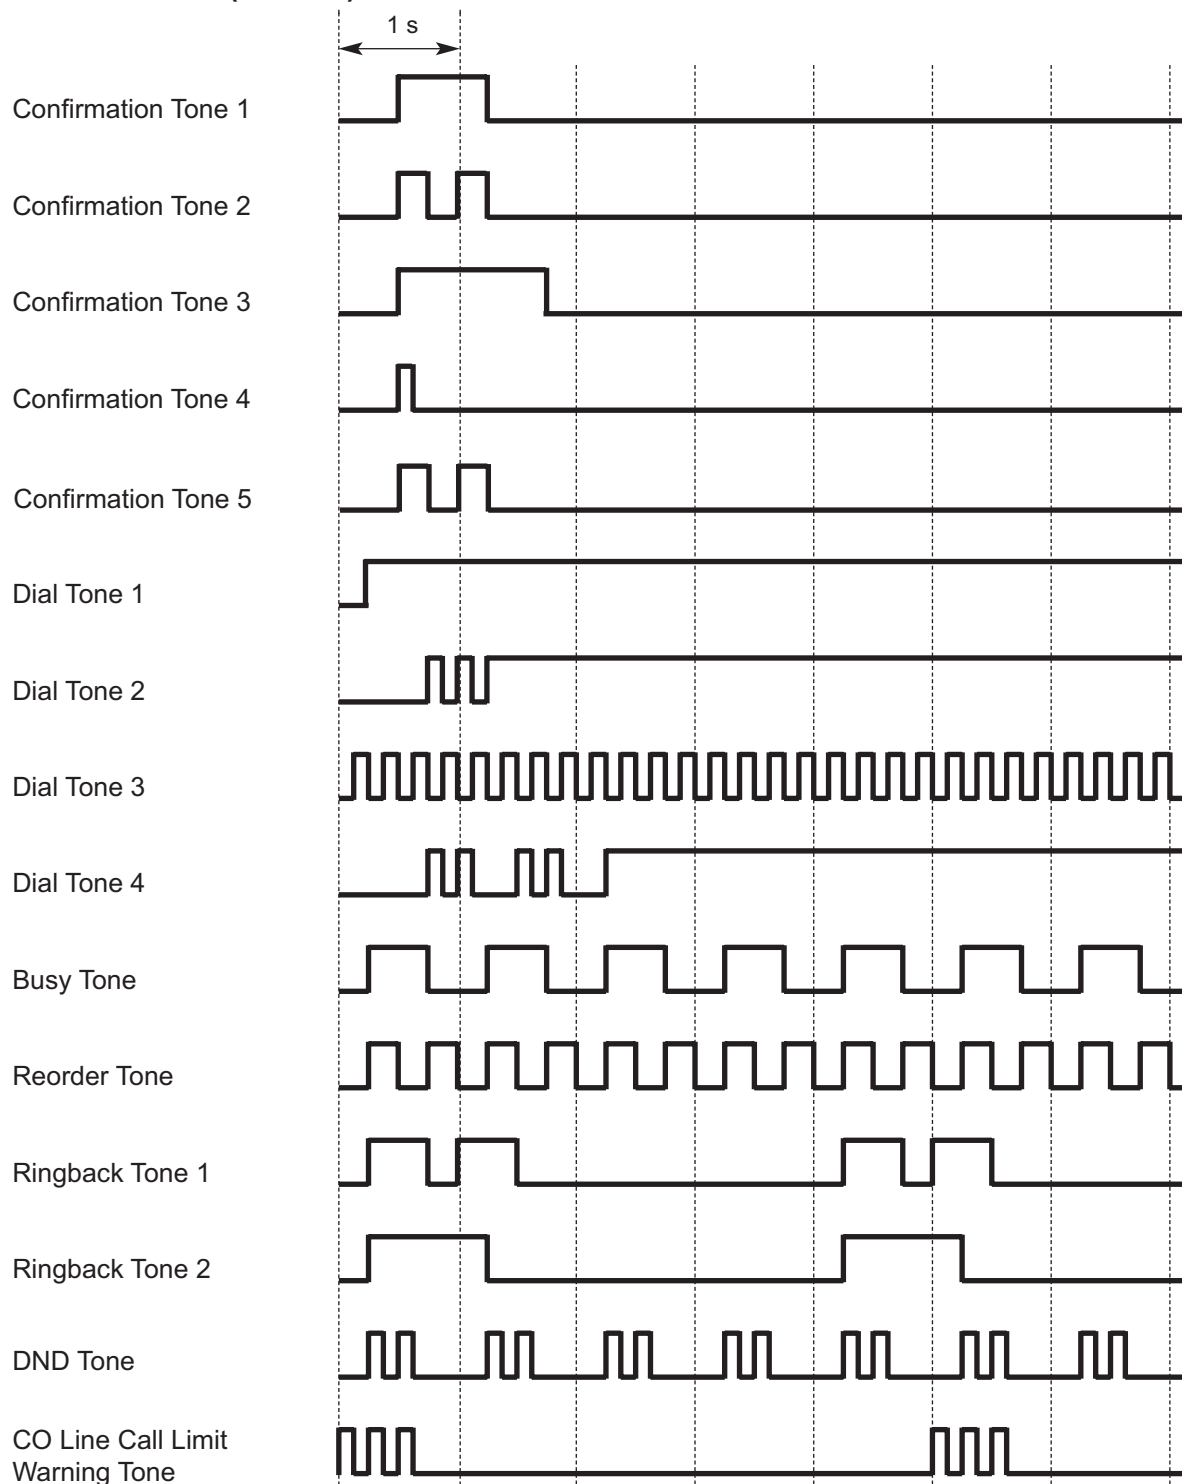 1 s
Confirmation Tone 1
Confirmation Tone 2
Confirmation Tone 3
Confirmation Tone 4
Confirmation Tone 5
Dial Tone 1
Dial Tone 2
Dial Tone 3
Dial Tone 4
Busy Tone
Reorder Tone
Ringback Tone 1
Ringback Tone 2
DND Tone
CO Line Call Limit
Warning Tone